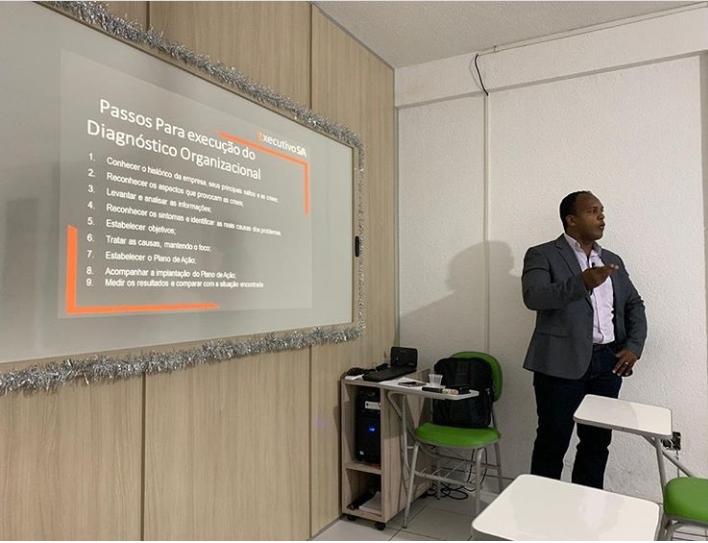 Executivo S/A
Passos Para execução do
Diagnóstico Organizacional
1. Conhecer o histórico da empresa, seus principais saltos e as crises;
2. Reconhecer os aspectos que provocam as crises;
3. Levantar e analisar as informações;
4. Reconhecer os sintomas e identificar as reais causas dos problemas.
5. Estabelecer objetivos;
6. Tratar as causas, mantendo o foco;
7. Estabelecer o Plano de Ação;
8. Acompanhar a implantação do Plano de Ação;
9. Medir os resultados e comparar com a situação encontrada